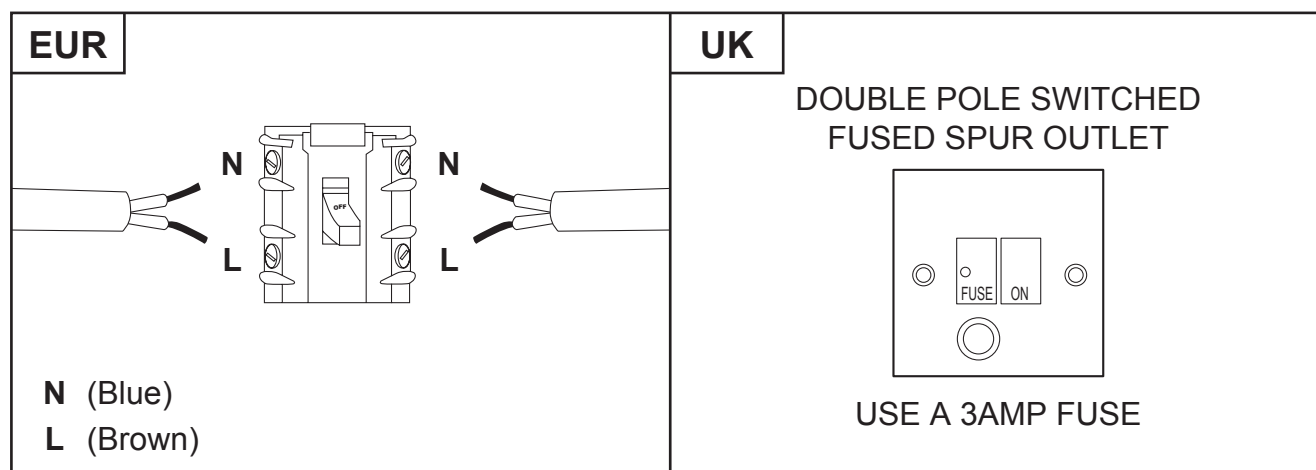 EUR
N
N
OFF
L
L
N (Blue)
L (Brown)
UK
DOUBLE POLE SWITCHED
FUSED SPUR OUTLET
FUSE ON
USE A 3AMP FUSE